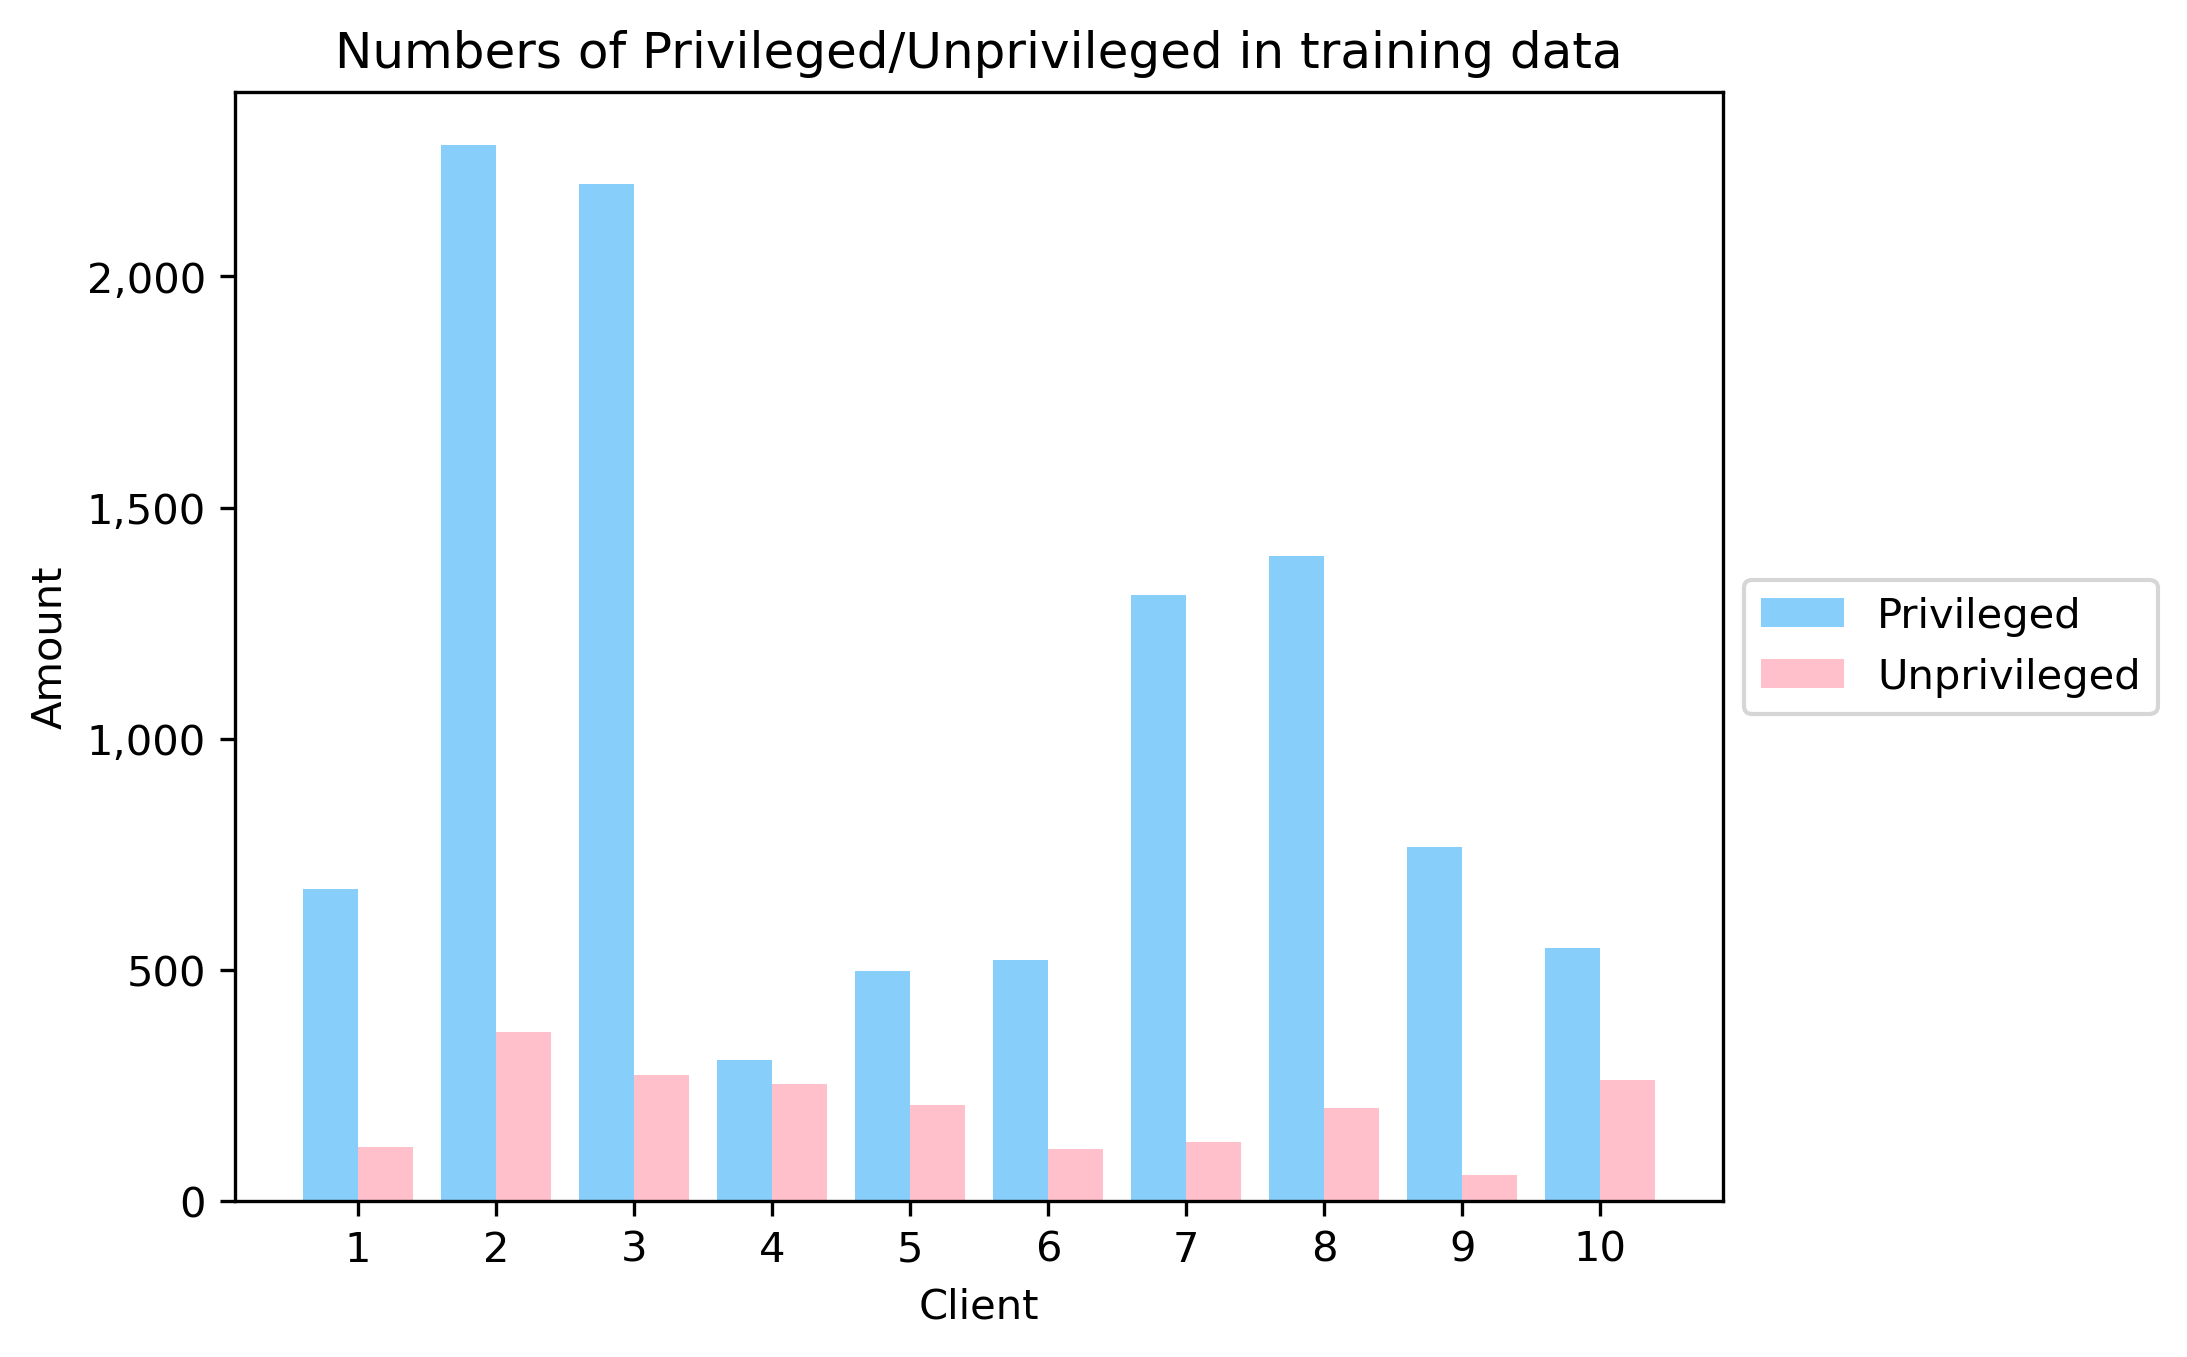 Numbers of Privileged/Unprivileged in training data
Amount
2,000
1,500
1,000
500
0
1 2 3 4 5 6 7 8 9 10
Client
Privileged
Unprivileged